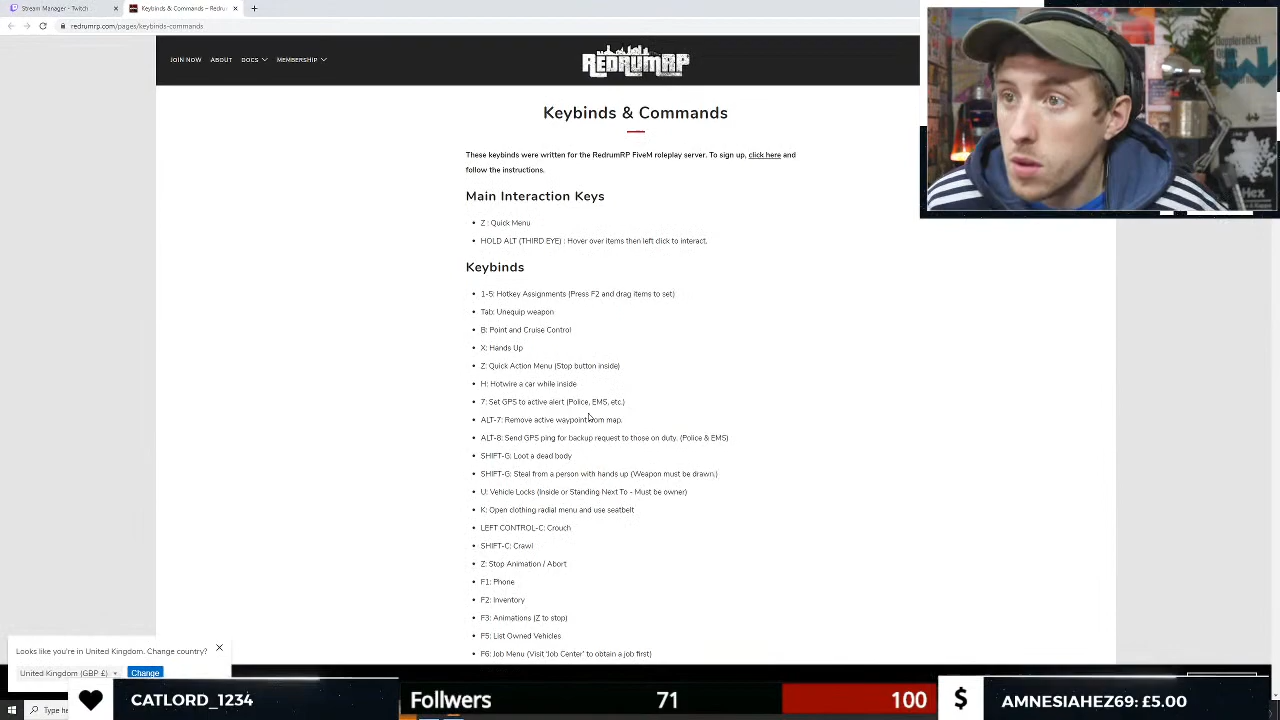 Stream Manager - Twitch
Keybinds & Commands – Redru
redrumrp.com/pages/keybinds-commands
JOIN NOW ABOUT DOCS MEMBERSHIP
REDRUMRP
Keybinds & Commands
These keybinds were written for the RedrumRP FiveM roleplay server. To sign up, click here and
follow the instructions.
Main Interaction Keys
Z : Quick Menu
HOLD ALT (THIRD EYE) : Hover over items then left click to interact.
Keybinds
1-5: Hotkey Assignments (Press F2 and drag items to set)
Tab: Unequip weapon
B: Point and Cruise Control
X: Hands Up
Z: Quick Action Menu (Stop button inside)
H: Hotwire a car while inside
7: Set GPS to active alert (Police, EMS, etc.)
ALT-7: Remove active waypoint from map.
ALT-8: Send GPS ping for backup request to those on duty. (Police & EMS)
SHIFT-G: Loot a dead body
SHIFT-G: Steal from a person with hands up (Weapon must be drawn.)
U: Vehicle Locks (Inside or Standing Next To - Must be owner)
K: Open clothing radial menu and use seatbelt
LEFT CONTROL-C: Crouch
SHIFT-C: Crawl
Z: Stop Animation / Abort
F1: Phone
F2: Inventory
F3: Animations (Z to stop)
F5: List Owned Vehicles
F6: Job Menu (Visit 'Job Center' to obtain a job first)
Looks like you're in United Kingdom. Change country?
United Kingdom (GBP £) Change
Type he
CATLORD_1234
Follwers 71 100
$ AMNESIAHEZ69: £5.00
Hex